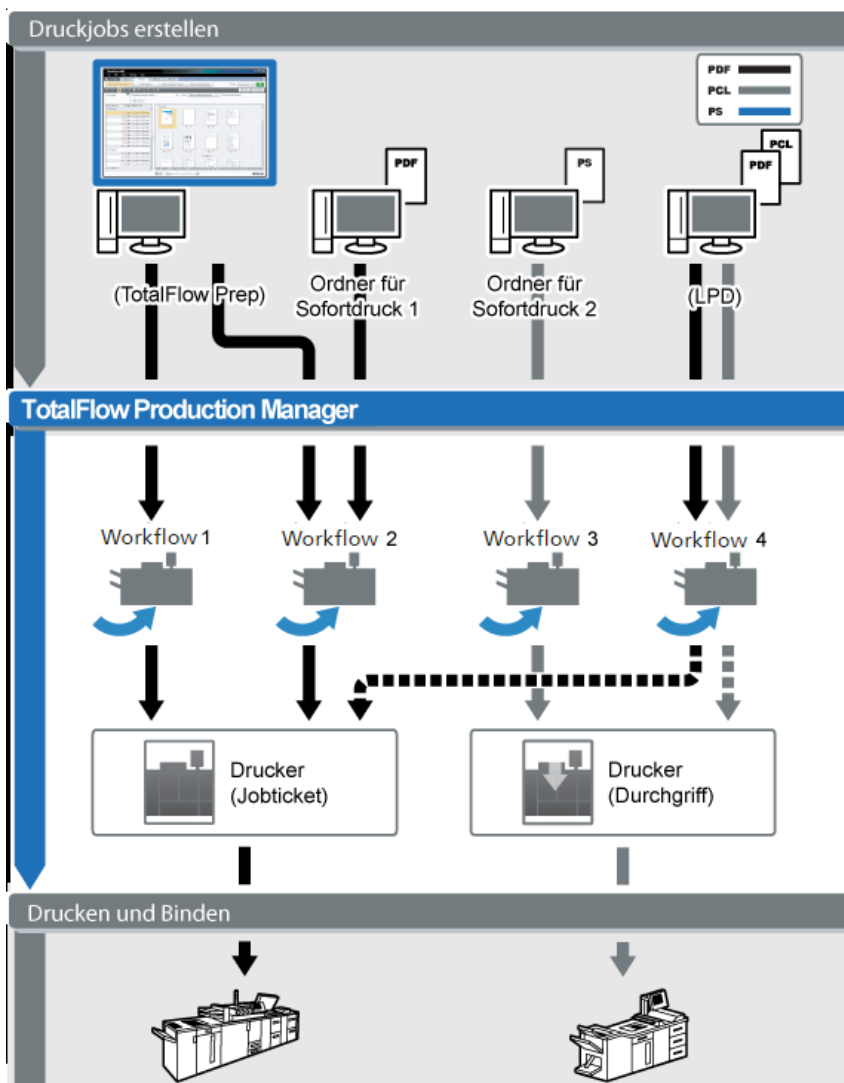 Druckjobs erstellen
PDF
PCL
PS
PDF
PS
PCL
PDF
(TotalFlow Prep)
Ordner für
Sofortdruck 1
Ordner für
Sofortdruck 2
(LPD)
TotalFlow Production Manager
Workflow 1
Workflow 2
Workflow 3
Workflow 4
Drucker
(Jobticket)
Drucker
(Durchgriff)
Drucken und Binden